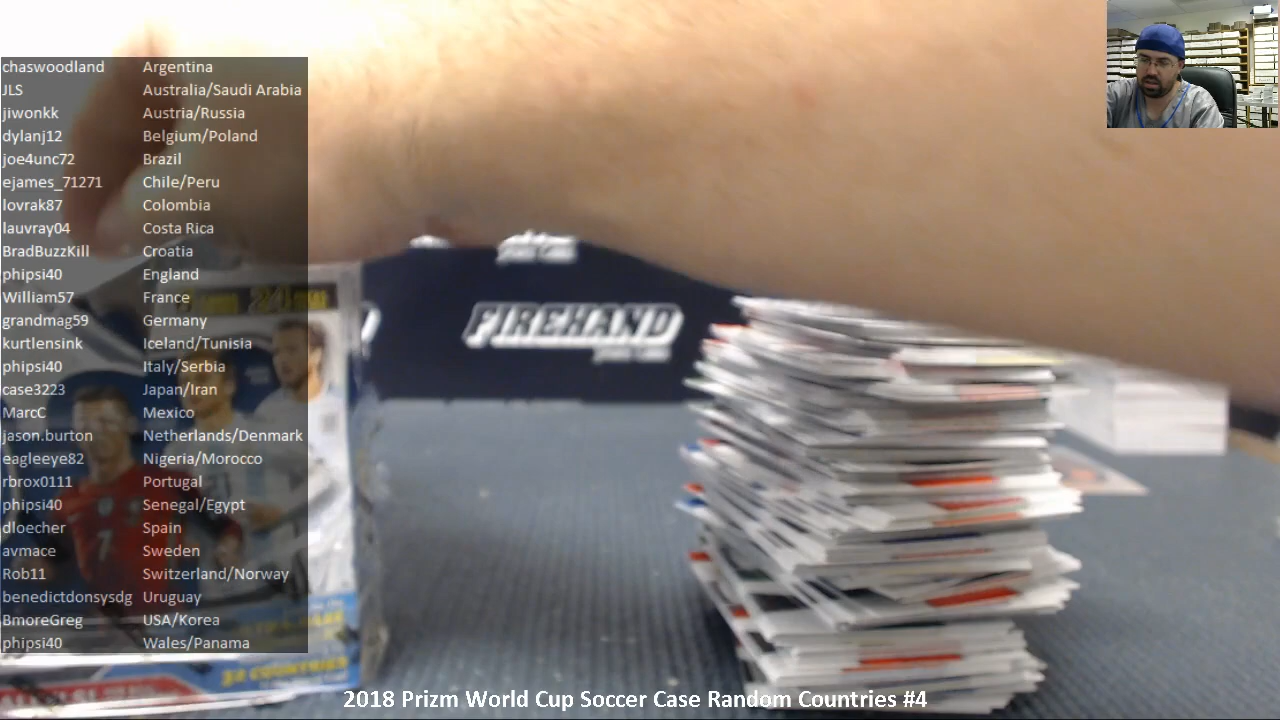 chaswoodland Argentina
JLS Australia/Saudi Arabia
jiwonkk Austria/Russia
dylanj12 Belgium/Poland
joe4unc72 Brazil
ejames_71271 Chile/Peru
lovrak87 Colombia
lauvray04 Costa Rica
BradBuzzKill Croatia
phipsi40 England
William57 France
grandmag59 Germany
kurtlensink Iceland/Tunisia
phipsi40 Italy/Serbia
case3223 Japan/Iran
MarcC Mexico
jason.burton Netherlands/Denmark
eagleeye82 Nigeria/Morocco
rbrox0111 Portugal
phipsi40 Senegal/Egypt
dloecher Spain
avmace Sweden
Rob11 Switzerland/Norway
benedictdonsysdg Uruguay
BmoreGreg USA/Korea
phipsi40 Wales/Panama
FIREHAND
7
32 COUNTRIES
2018 Prizm World Cup Soccer Case Random Countries #4